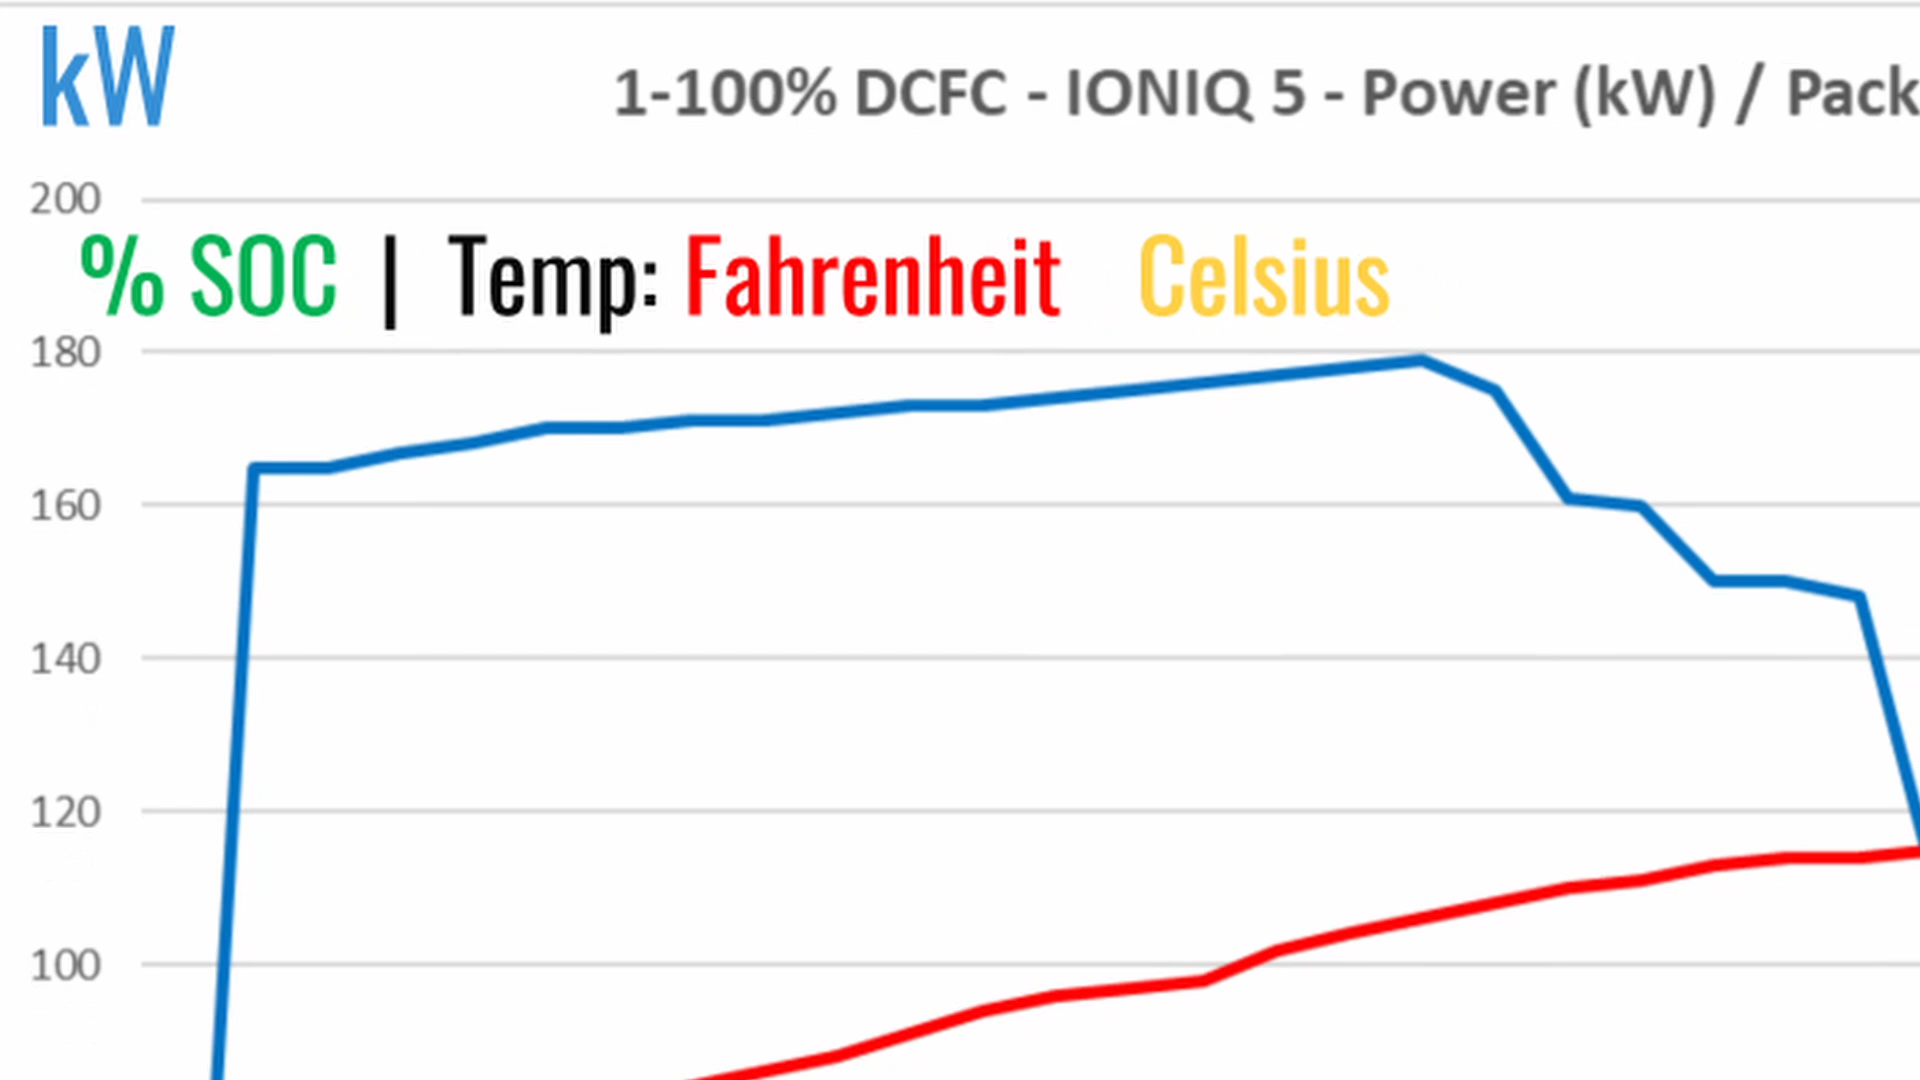 kW
1-100% DCFC - IONIQ 5 - Power (kW) / Pack
200
% SOC | Temp: Fahrenheit Celsius
180
160
140
120
100